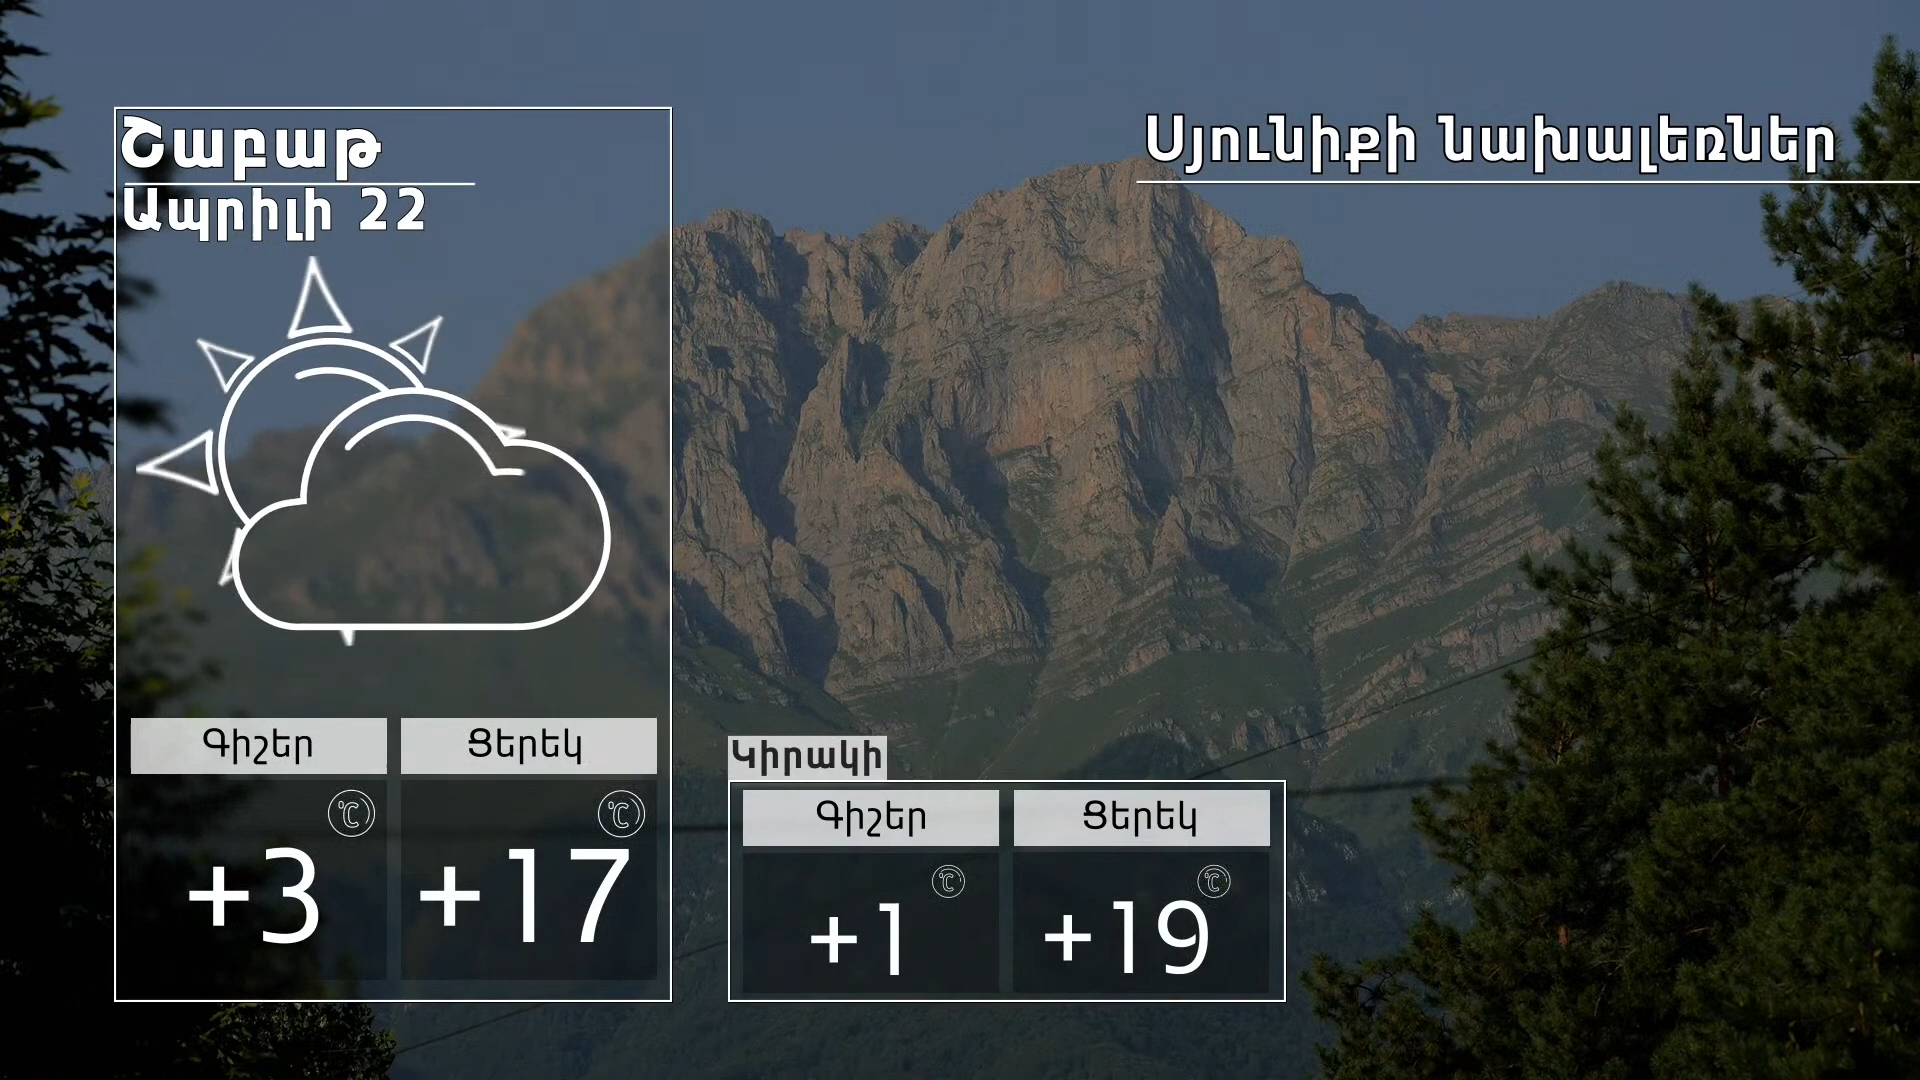 Շաբաթ
Ապրիլի 22
Սյունիքի նախալեռներ
Գիշեր
Ցերեկ
℃
℃
+3
+17
Կիրակի
Գիշեր
Ցերեկ
℃
℃
+1
+19